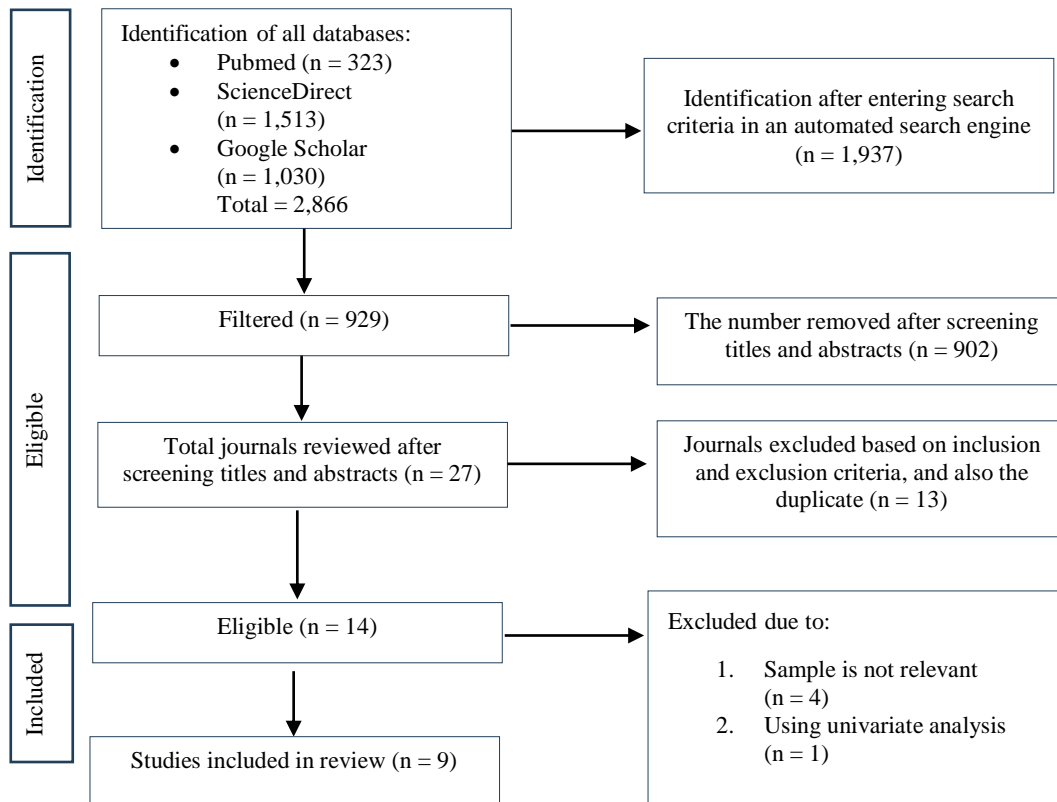 Identification
Identification of all databases:
• Pubmed (n = 323)
• ScienceDirect
(n = 1,513)
• Google Scholar
(n = 1,030)
Total = 2,866
Identification after entering search
criteria in an automated search engine
(n = 1,937)
Eligible
Filtered (n = 929)
The number removed after screening
titles and abstracts (n = 902)
Total journals reviewed after
screening titles and abstracts (n = 27)
Journals excluded based on inclusion
and exclusion criteria, and also the
duplicate (n = 13)
Eligible (n = 14)
Included
Excluded due to:
1. Sample is not relevant
(n = 4)
2. Using univariate analysis
(n = 1)
Studies included in review (n = 9)